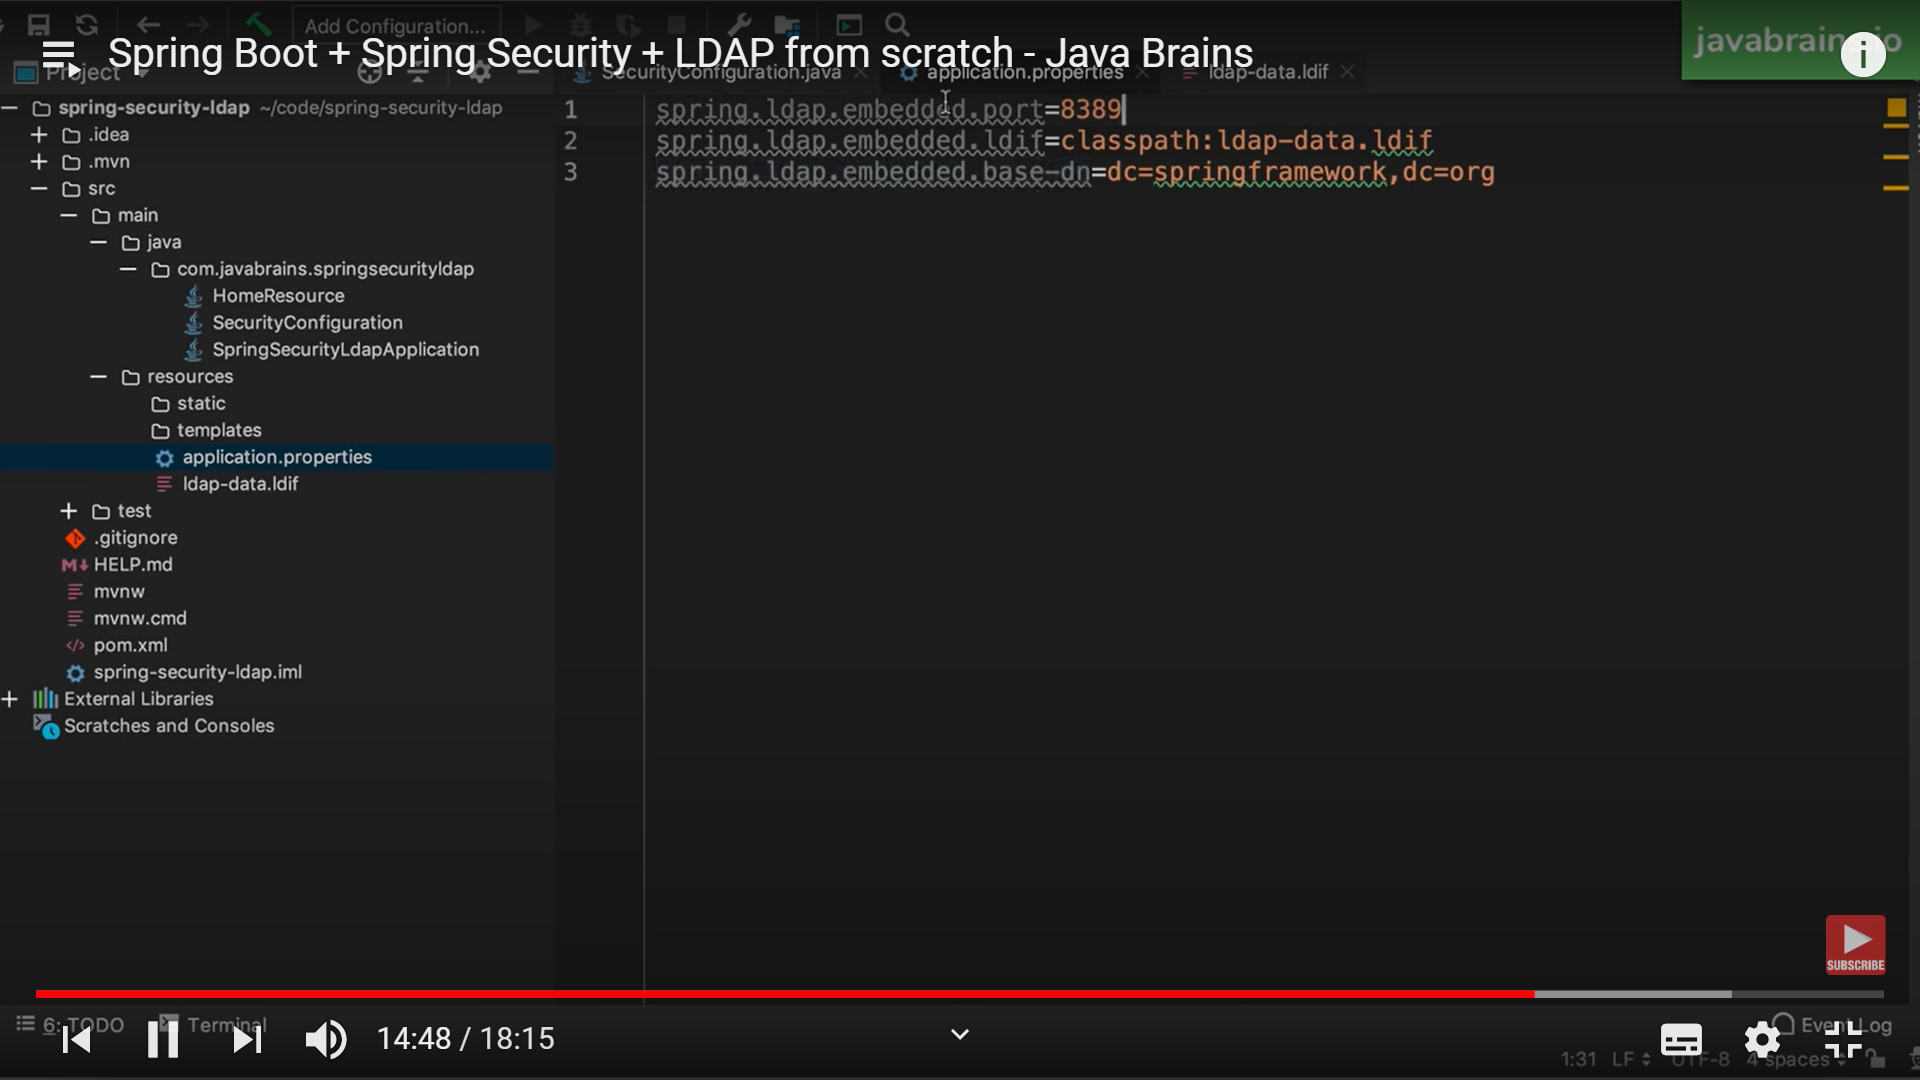 Add Configuration...
javabrains.io
Spring Boot + Spring Security + LDAP from scratch - Java Brains
Project
SecurityConfiguration.java
application.properties
ldap-data.ldif
spring-security-ldap ~/code/spring-security-ldap
.idea
.mvn
src
main
java
com.javabrains.springsecurityldap
HomeResource
SecurityConfiguration
SpringSecurityLdapApplication
resources
static
templates
application.properties
ldap-data.ldif
test
.gitignore
M↓ HELP.md
mvnw
mvnw.cmd
pom.xml
spring-security-ldap.iml
External Libraries
Scratches and Consoles
1 spring.ldap.embedded.port=8389
2 spring.ldap.embedded.ldif=classpath:ldap-data.ldif
3 spring.ldap.embedded.base-dn=dc=springframework,dc=org
SUBSCRIBE
6: TODO
Terminal
Event Log
14:48 / 18:15
1:31 LF UTF-8 4 spaces